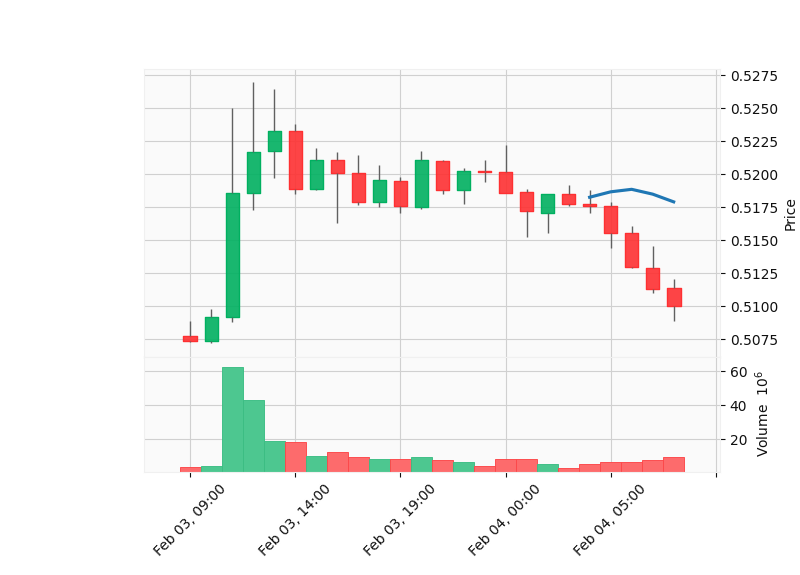 0.5275
0.5250
0.5225
0.5200
0.5175
0.5150
0.5125
0.5100
0.5075
Price
60
40
20
Volume 10⁶
Feb 03, 09:00
Feb 03, 14:00
Feb 03, 19:00
Feb 04, 00:00
Feb 04, 05:00